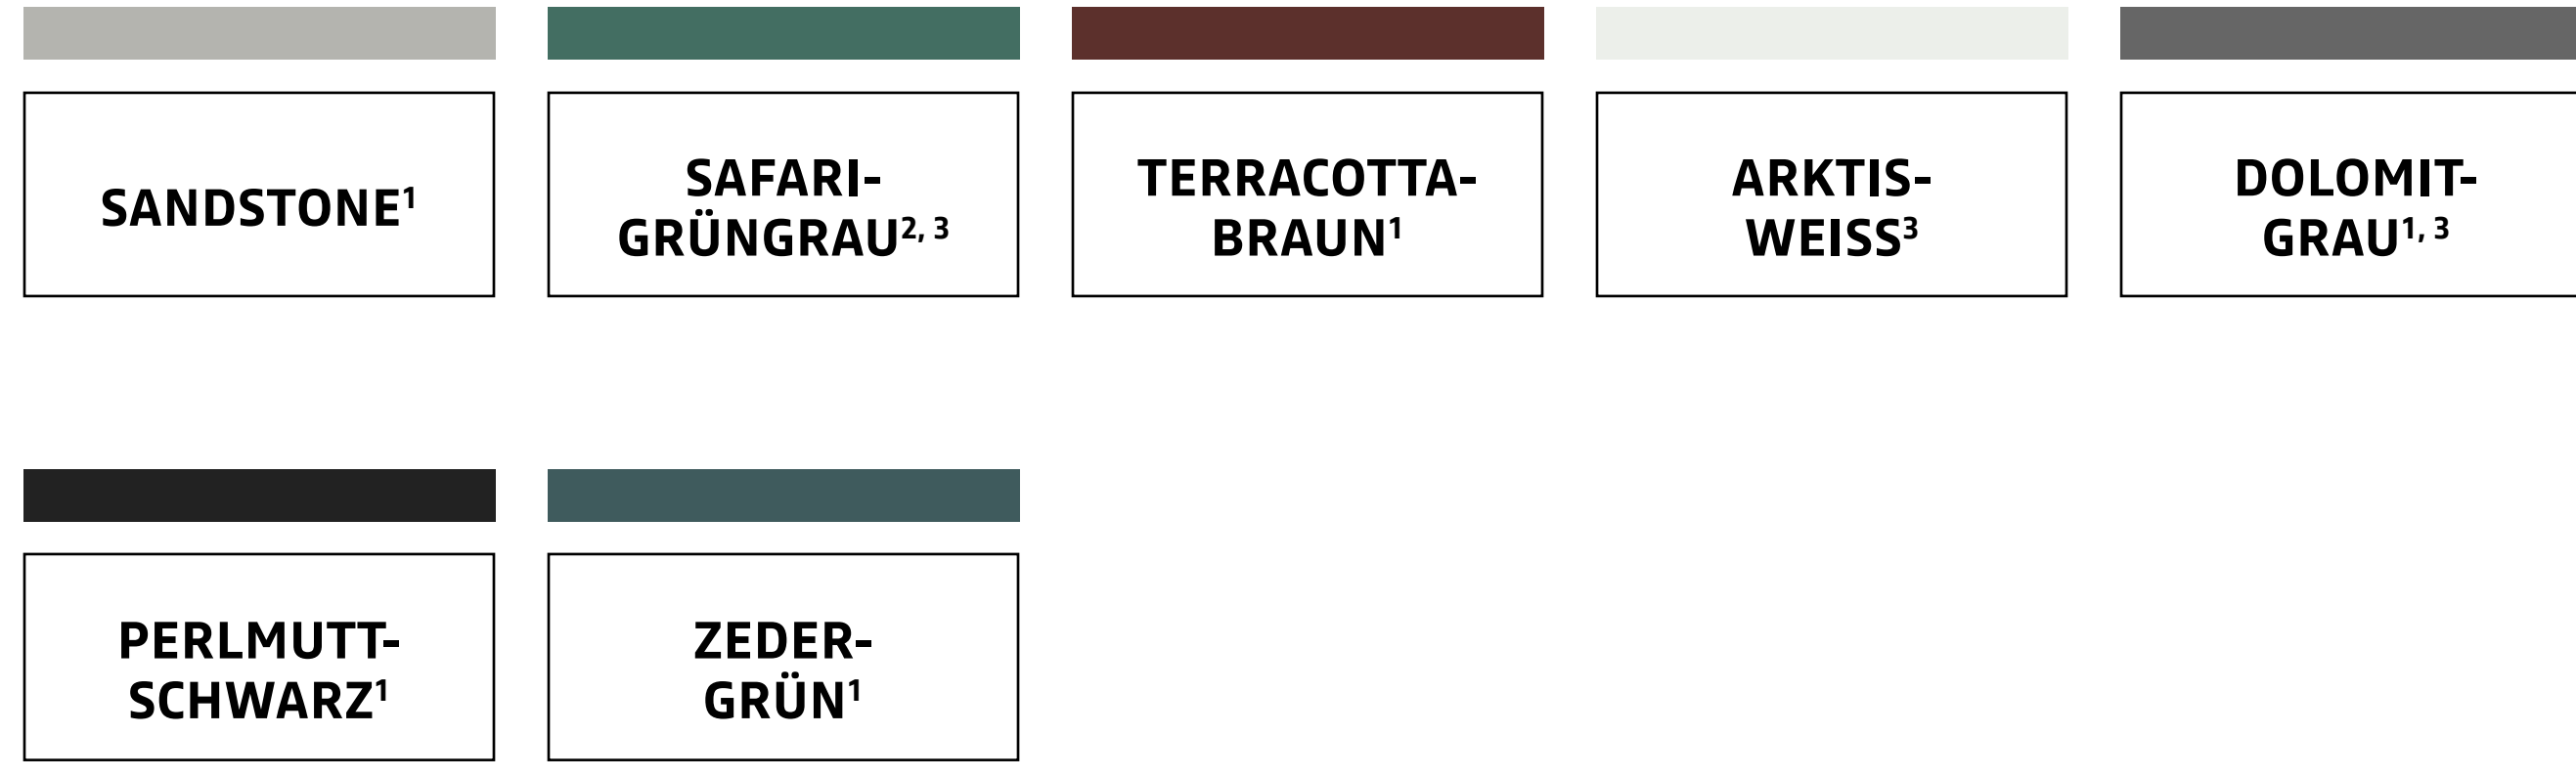 SANDSTONE¹
SAFARI-
GRÜNGRAU², ³
TERRACOTTA-
BRAUN¹
ARKTIS-
WEISS³
DOLOMIT-
GRAU¹, ³
PERLMUTT-
SCHWARZ¹
ZEDER-
GRÜN¹